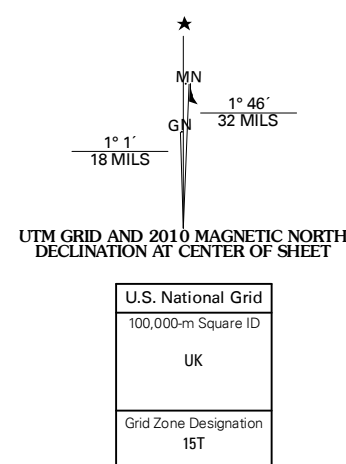 MN
1° 46´
32 MILS
GN
1° 1´
18 MILS
UTM GRID AND 2010 MAGNETIC NORTH
DECLINATION AT CENTER OF SHEET
U.S. National Grid
100,000-m Square ID
UK
Grid Zone Designation
15T